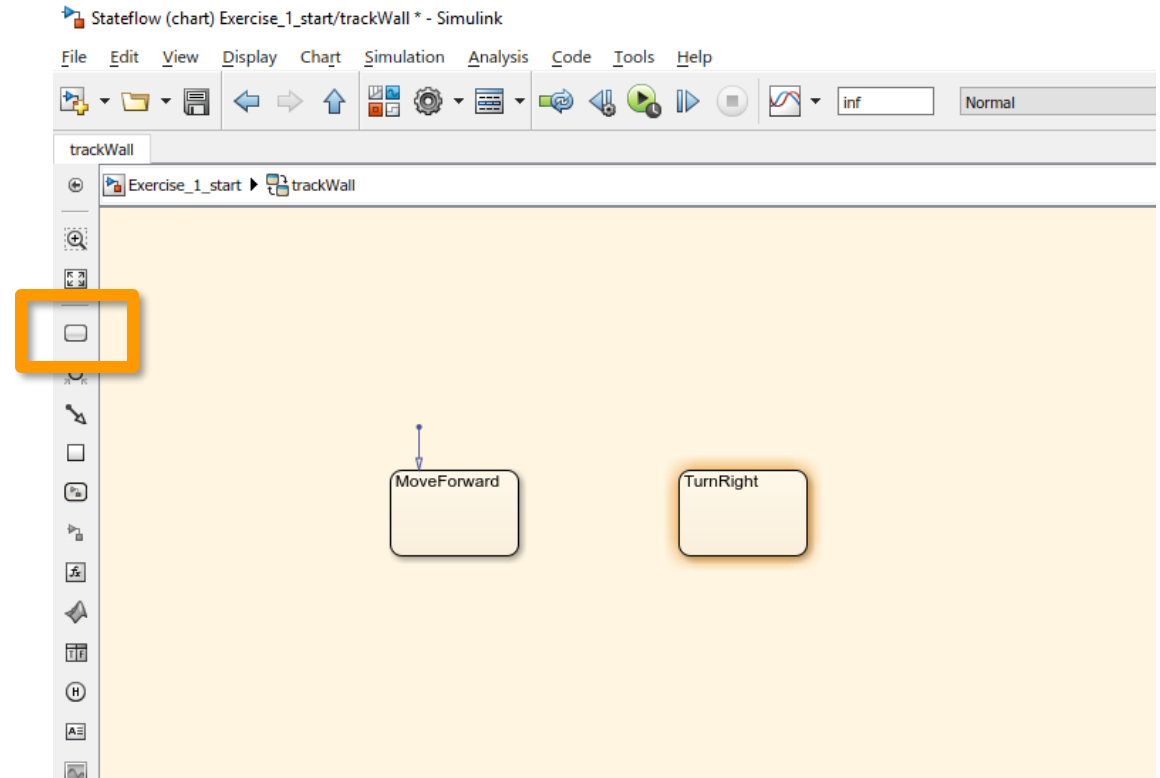 Stateflow (chart) Exercise_1_start/trackWall * - Simulink
File Edit View Display Chart Simulation Analysis Code Tools Help
inf Normal
trackWall
Exercise_1_start trackWall
MoveForward TurnRight
fx
T F
H
A